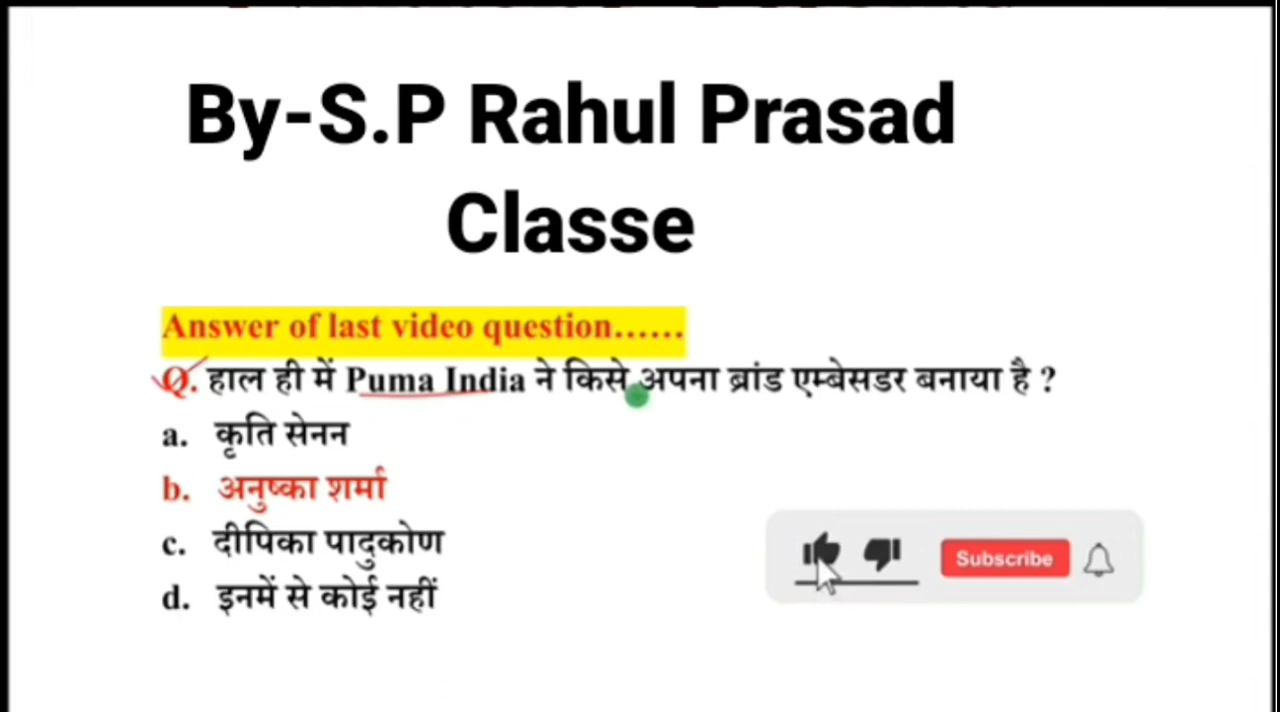 By-S.P Rahul Prasad
Classe
Answer of last video question......
Q. हाल ही में Puma India ने किसे अपना ब्रांड एम्बेसडर बनाया है ?
a. कृति सेनन
b. अनुष्का शर्मा
c. दीपिका पादुकोण
d. इनमें से कोई नहीं
Subscribe